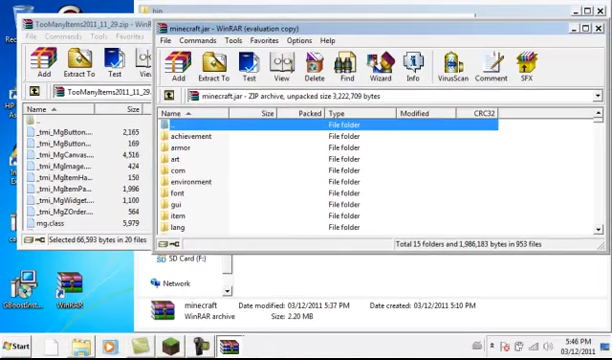 bin
TooManyItems2011_11_29.zip - WinR
File Commands Tools Favorites
Add Extract To Test
TooManyItems2011_11_29.
Name Size
..
_tmi_MgButton.... 2,165
_tmi_MgButton.... 169
_tmi_MgCanvas.... 4,516
_tmi_MgImage.... 424
_tmi_MgItemHa... 150
_tmi_MgItemPa... 1,996
_tmi_MgWidget.... 1,100
_tmi_MgZOrder.... 564
mg.class 5,979
Selected 66,593 bytes in 20 files
minecraft.jar - WinRAR (evaluation copy)
File Commands Tools Favorites Options Help
Add Extract To Test View Delete Find Wizard Info VirusScan Comment SFX
minecraft.jar - ZIP archive, unpacked size 3,222,709 bytes
Name Size Packed Type Modified CRC32
.. File folder
achievement File folder
armor File folder
art File folder
com File folder
environment File folder
font File folder
gui File folder
item File folder
lang File folder
Total 15 folders and 1,986,183 bytes in 953 files
SD Card (F:)
Network
minecraft Date modified: 03/12/2011 5:37 PM Date created: 03/12/2011 5:10 PM
WinRAR archive Size: 2.20 MB
WinRAR
Start
5:46 PM
03/12/2011